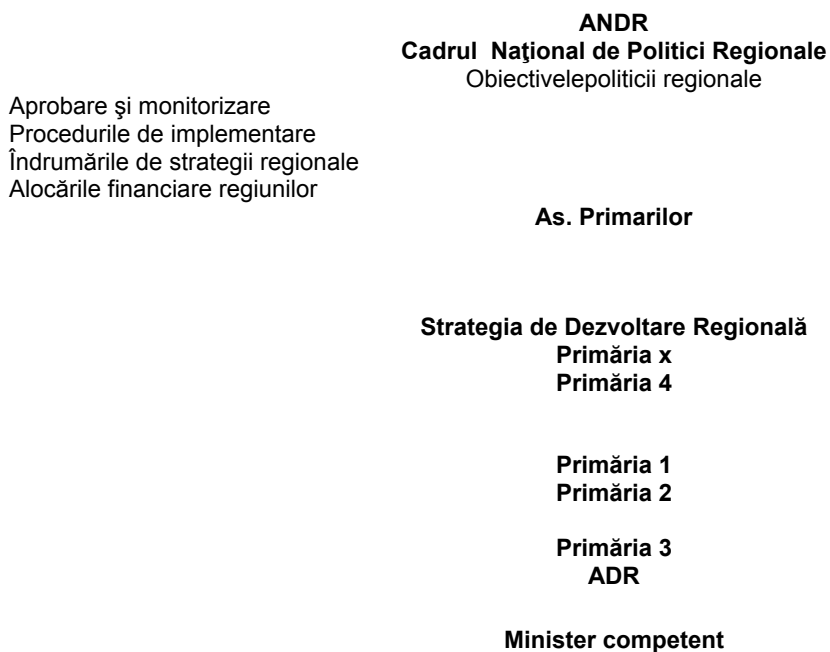 ANDR
Cadrul Naţional de Politici Regionale
Obiectivelepoliticii regionale
Aprobare şi monitorizare
Procedurile de implementare
Îndrumările de strategii regionale
Alocările financiare regiunilor
As. Primarilor
Strategia de Dezvoltare Regională
Primăria x
Primăria 4
Primăria 1
Primăria 2
Primăria 3
ADR
Minister competent